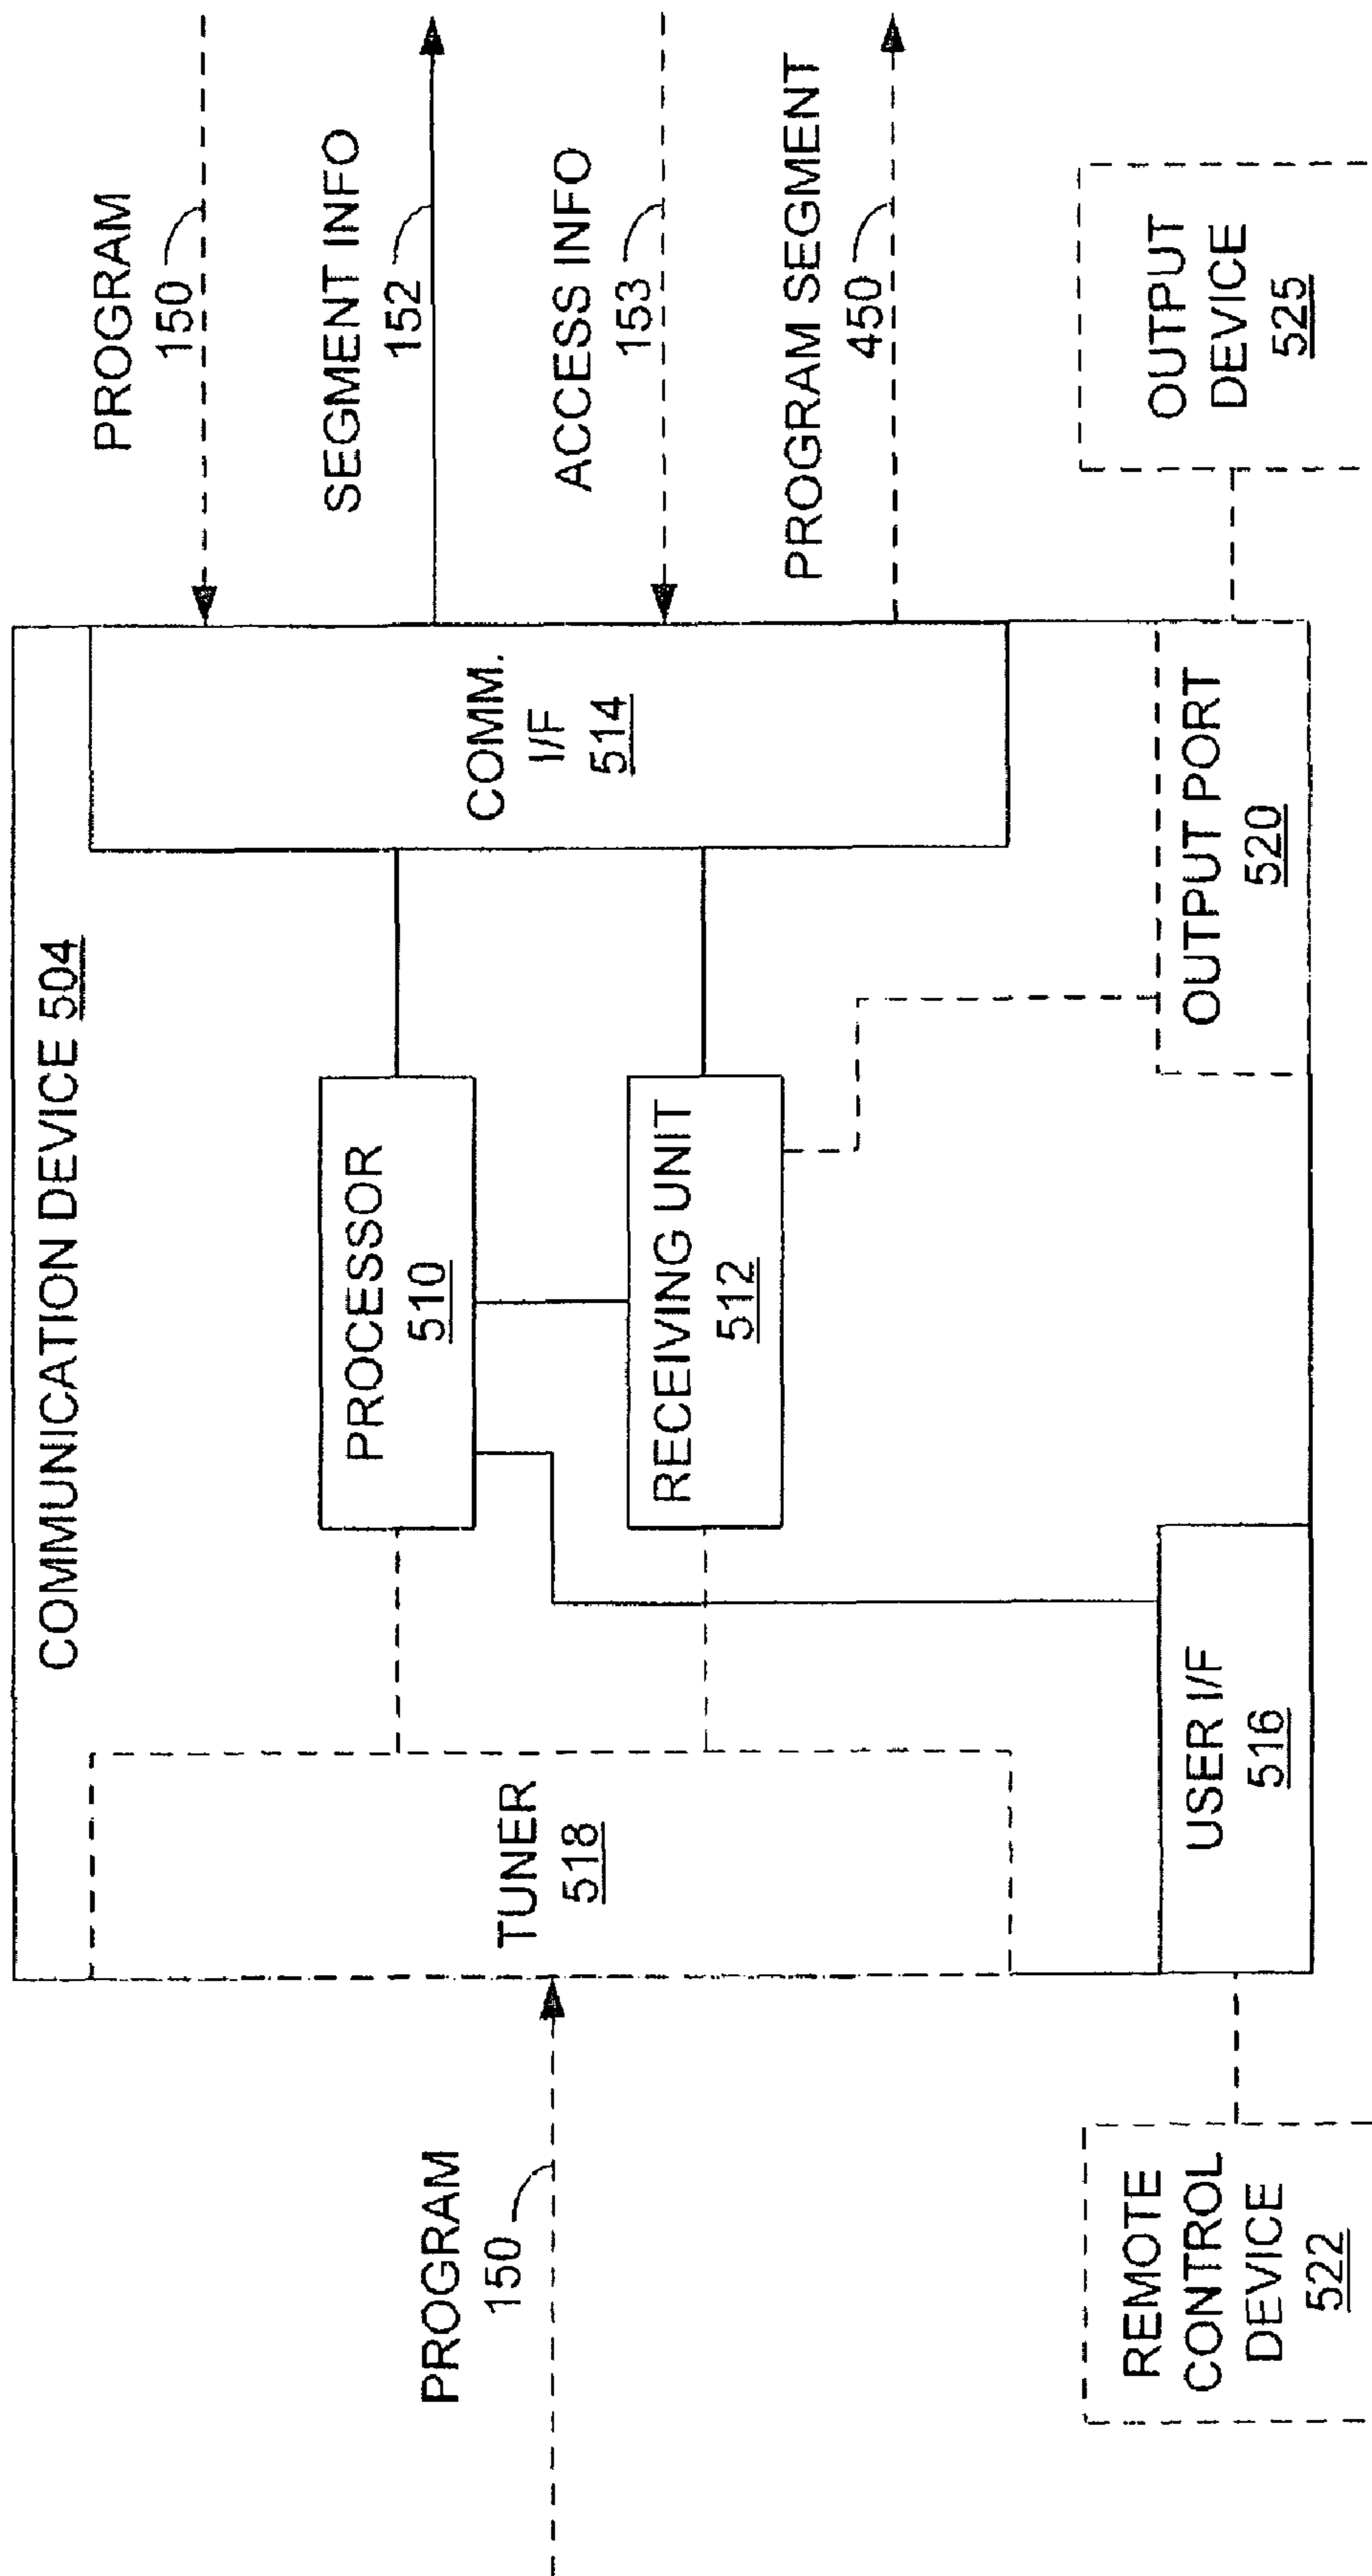 COMMUNICATION DEVICE 504
PROGRAM
150
TUNER
518
PROCESSOR
510
RECEIVING UNIT
512
COMM.
I/F
514
PROGRAM
150
SEGMENT INFO
152
ACCESS INFO
153
PROGRAM SEGMENT
450
REMOTE
CONTROL
DEVICE
522
USER I/F
516
OUTPUT PORT
520
OUTPUT
DEVICE
525